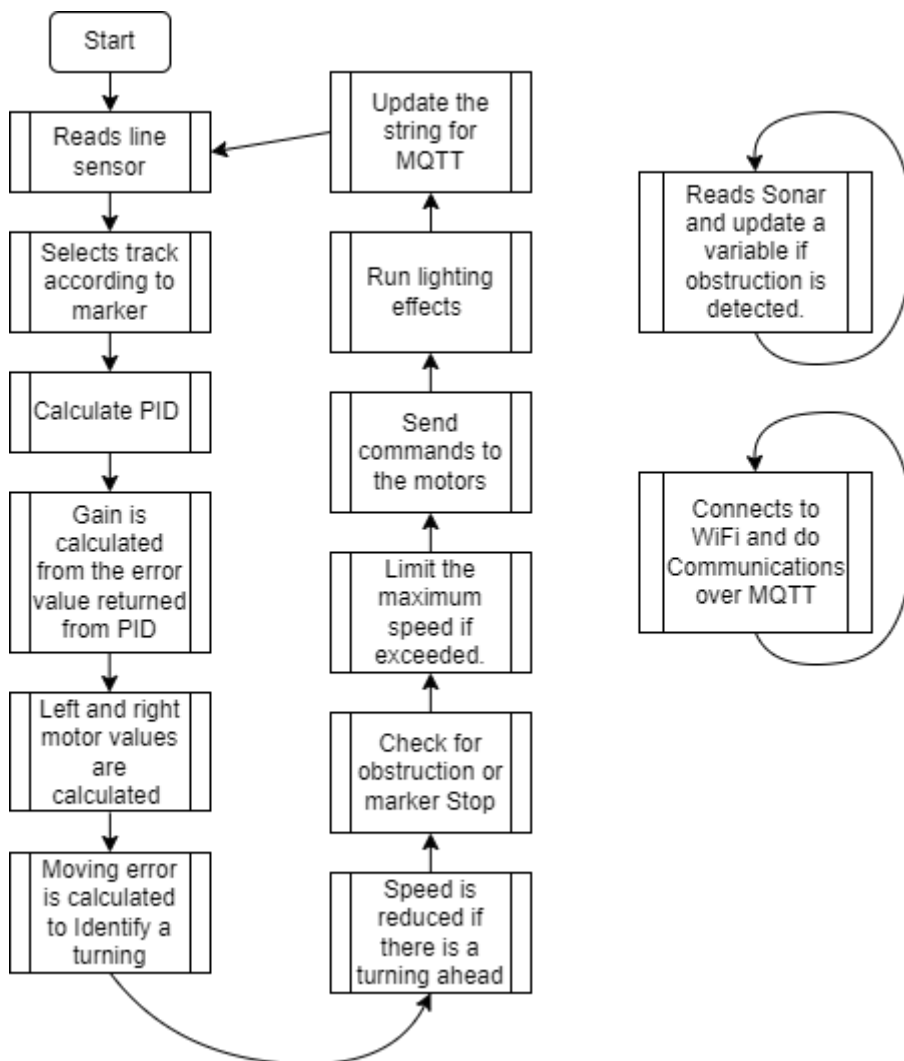 Start
Reads line
sensor
Selects track
according to
marker
Calculate PID
Gain is
calculated
from the error
value returned
from PID
Left and right
motor values
are
calculated
Moving error
is calculated
to Identify a
turning
Speed is
reduced if
there is a
turning ahead
Check for
obstruction or
marker Stop
Limit the
maximum
speed if
exceeded.
Send
commands to
the motors
Run lighting
effects
Update the
string for
MQTT
Reads Sonar
and update a
variable if
obstruction is
detected.
Connects to
WiFi and do
Communications
over MQTT